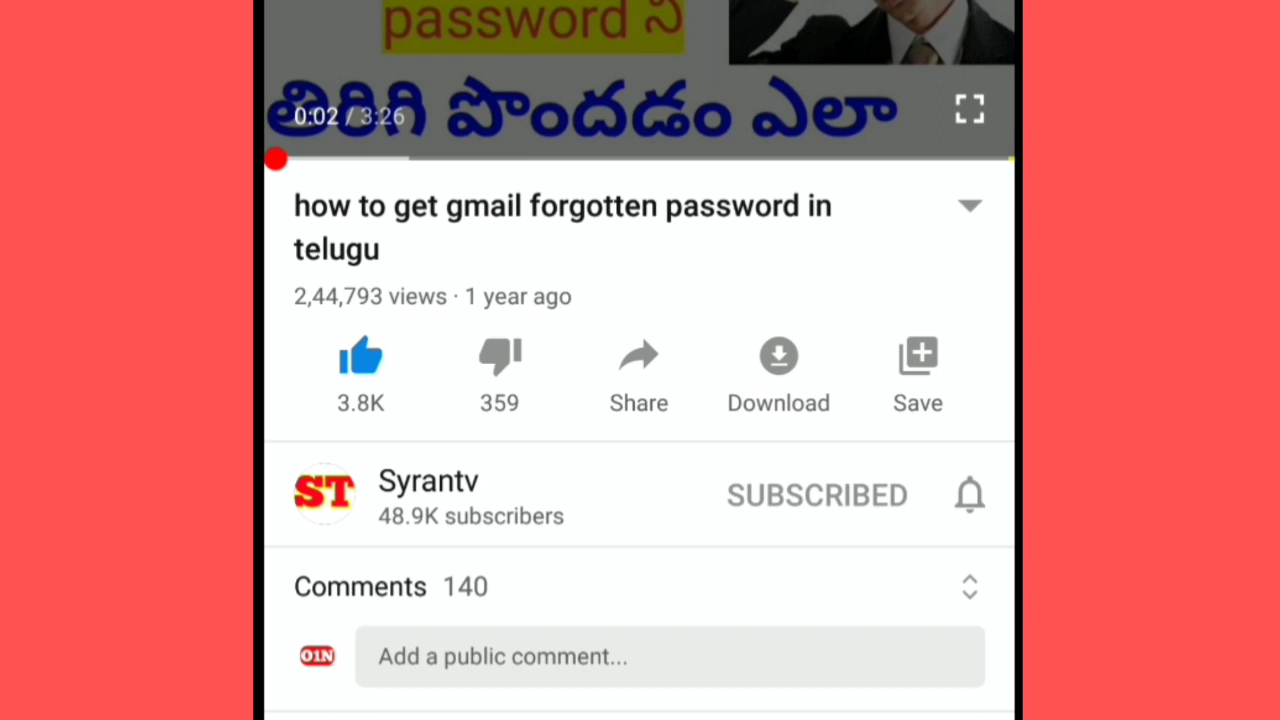 password ని
తిరిగి పొందడం ఎలా
0:02 / 3:26
how to get gmail forgotten password in
telugu
2,44,793 views · 1 year ago
3.8K
359
Share
Download
Save
ST
Syrantv
48.9K subscribers
SUBSCRIBED
Comments 140
O1N
Add a public comment...